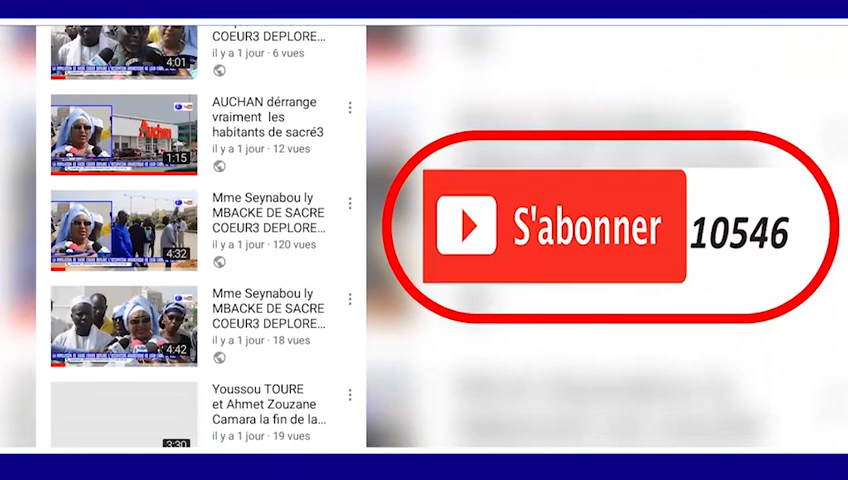 COEUR3 DEPLORE...
il y a 1 jour · 6 vues
4:01
AUCHAN dérrange
vraiment les
habitants de sacré3
il y a 1 jour · 12 vues
Auchan
1:15
Mme Seynabou ly
MBACKE DE SACRE
COEUR3 DEPLORE...
il y a 1 jour · 120 vues
4:32
Mme Seynabou ly
MBACKE DE SACRE
COEUR3 DEPLORE...
il y a 1 jour · 18 vues
4:42
Youssou TOURE
et Ahmet Zouzane
Camara la fin de la...
il y a 1 jour · 19 vues
3:30
S'abonner
10546